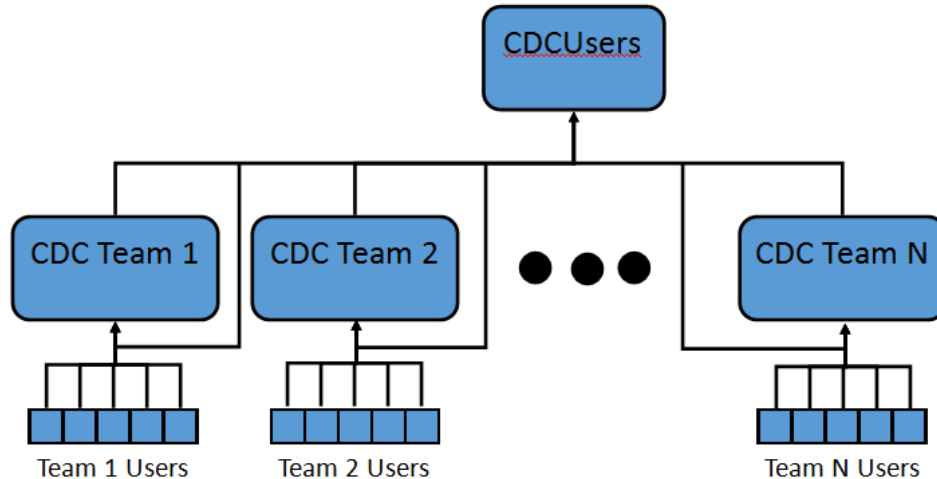 CDCUsers
CDC Team 1
CDC Team 2
CDC Team N
Team 1 Users
Team 2 Users
Team N Users